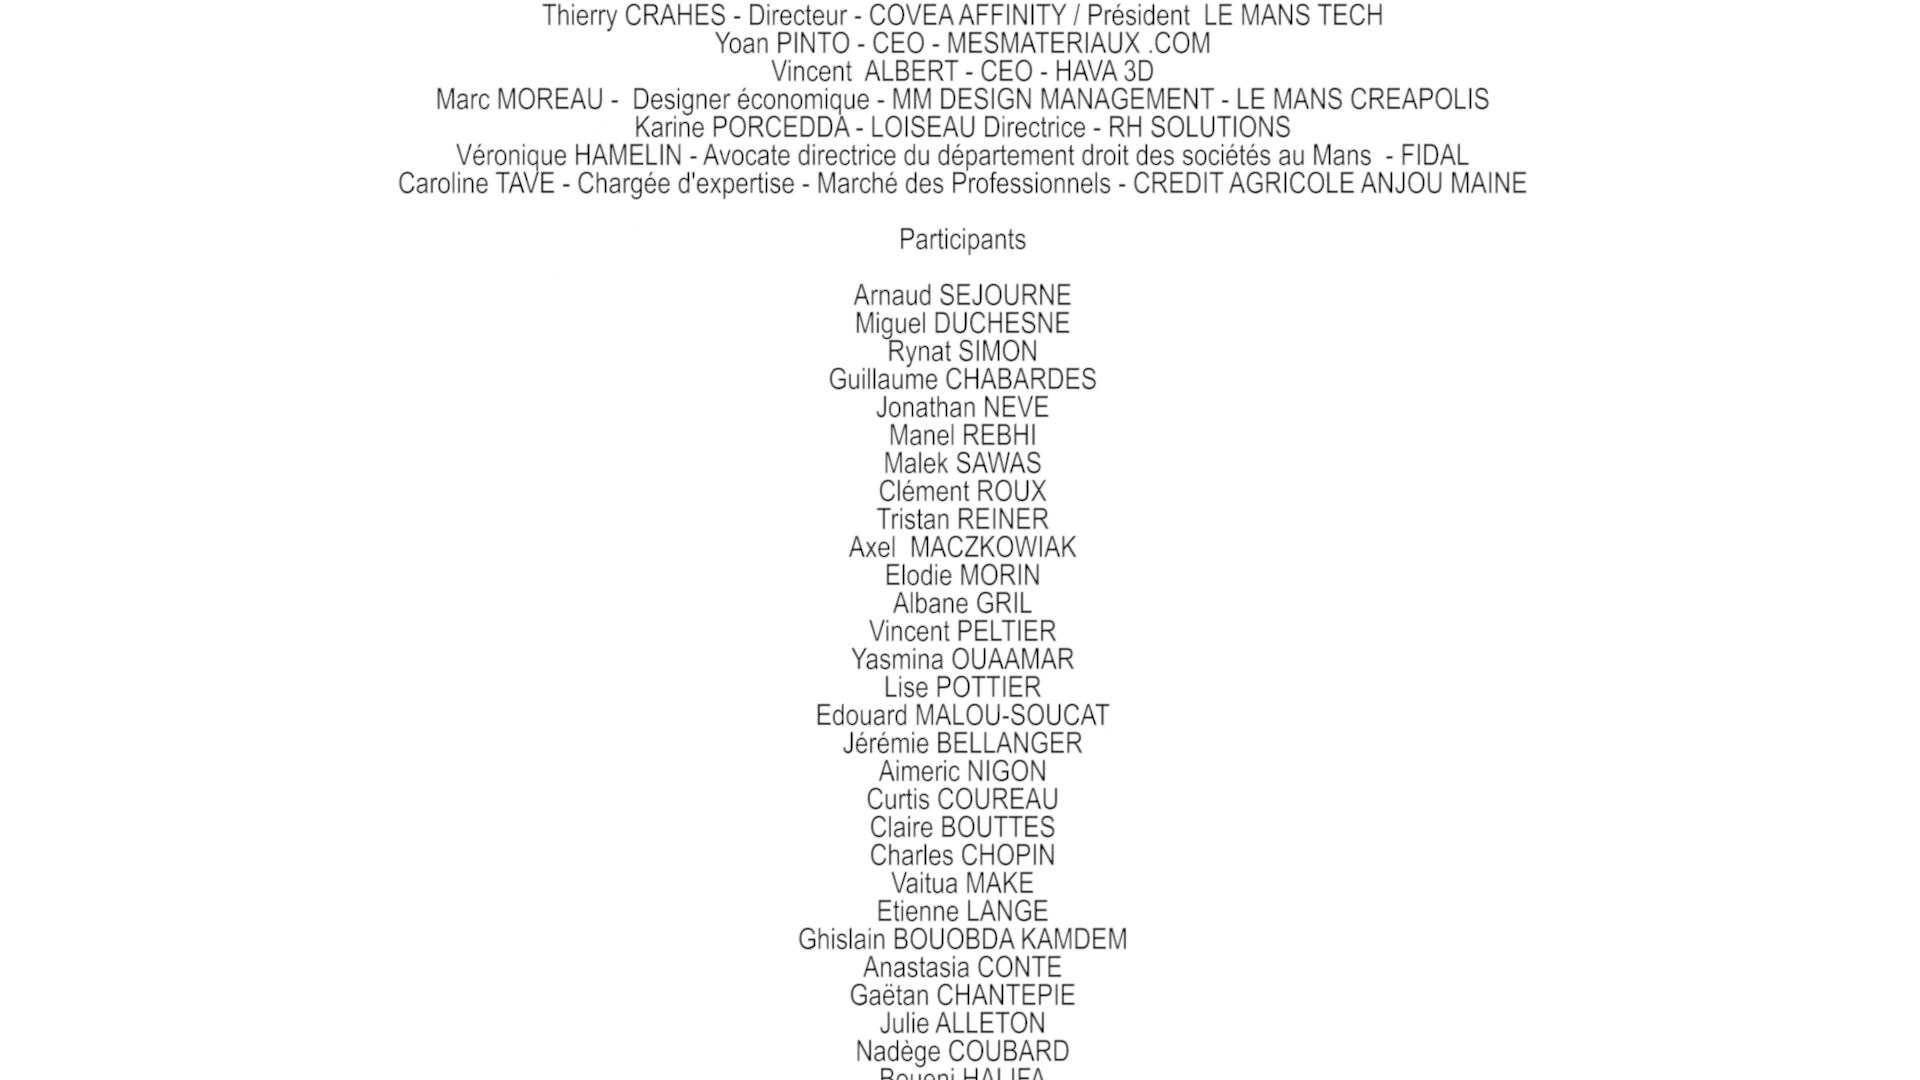 Thierry CRAHES - Directeur - COVEA AFFINITY / Président  LE MANS TECH
Yoan PINTO - CEO - MESMATERIAUX .COM
Vincent  ALBERT - CEO - HAVA 3D
Marc MOREAU -  Designer économique - MM DESIGN MANAGEMENT - LE MANS CREAPOLIS
Karine PORCEDDA - LOISEAU Directrice - RH SOLUTIONS
Véronique HAMELIN - Avocate directrice du département droit des sociétés au Mans  - FIDAL
Caroline TAVE - Chargée d'expertise - Marché des Professionnels - CREDIT AGRICOLE ANJOU MAINE
Participants
Arnaud SEJOURNE
Miguel DUCHESNE
Rynat SIMON
Guillaume CHABARDES
Jonathan NEVE
Manel REBHI
Malek SAWAS
Clément ROUX
Tristan REINER
Axel  MACZKOWIAK
Elodie MORIN
Albane GRIL
Vincent PELTIER
Yasmina OUAAMAR
Lise POTTIER
Edouard MALOU-SOUCAT
Jérémie BELLANGER
Aimeric NIGON
Curtis COUREAU
Claire BOUTTES
Charles CHOPIN
Vaitua MAKE
Etienne LANGE
Ghislain BOUOBDA KAMDEM
Anastasia CONTE
Gaëtan CHANTEPIE
Julie ALLETON
Nadège COUBARD